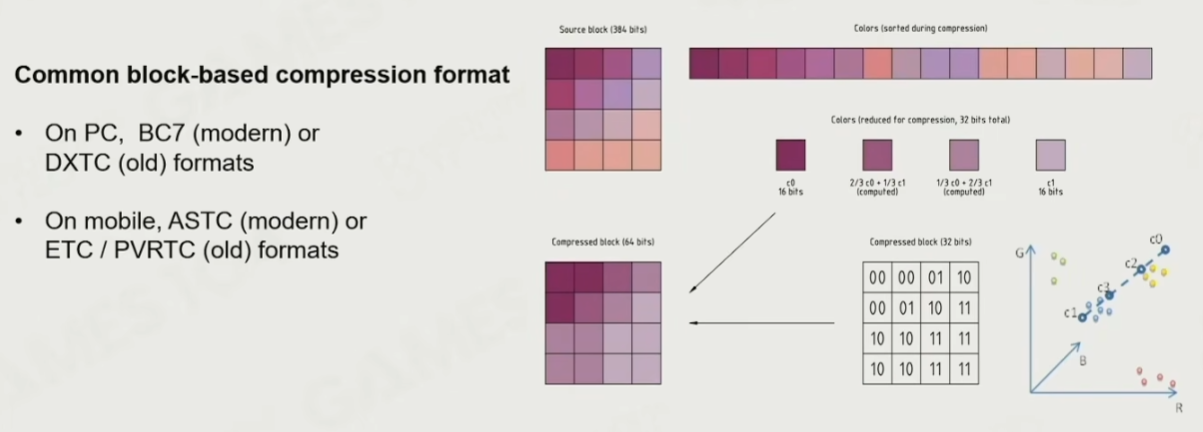 Common block-based compression format
• On PC, BC7 (modern) or
DXTC (old) formats
• On mobile, ASTC (modern) or
ETC / PVRTC (old) formats
Source block (384 bits)
Colors (sorted during compression)
Colors (reduced for compression, 32 bits total)
c0
16 bits
2/3 c0 + 1/3 c1
(computed)
1/3 c0 + 2/3 c1
(computed)
c1
16 bits
Compressed block (64 bits)
Compressed block (32 bits)
00 00 01 10
00 01 10 11
10 10 11 11
10 10 11 11
G
c0
c2
c3
c1
B
R